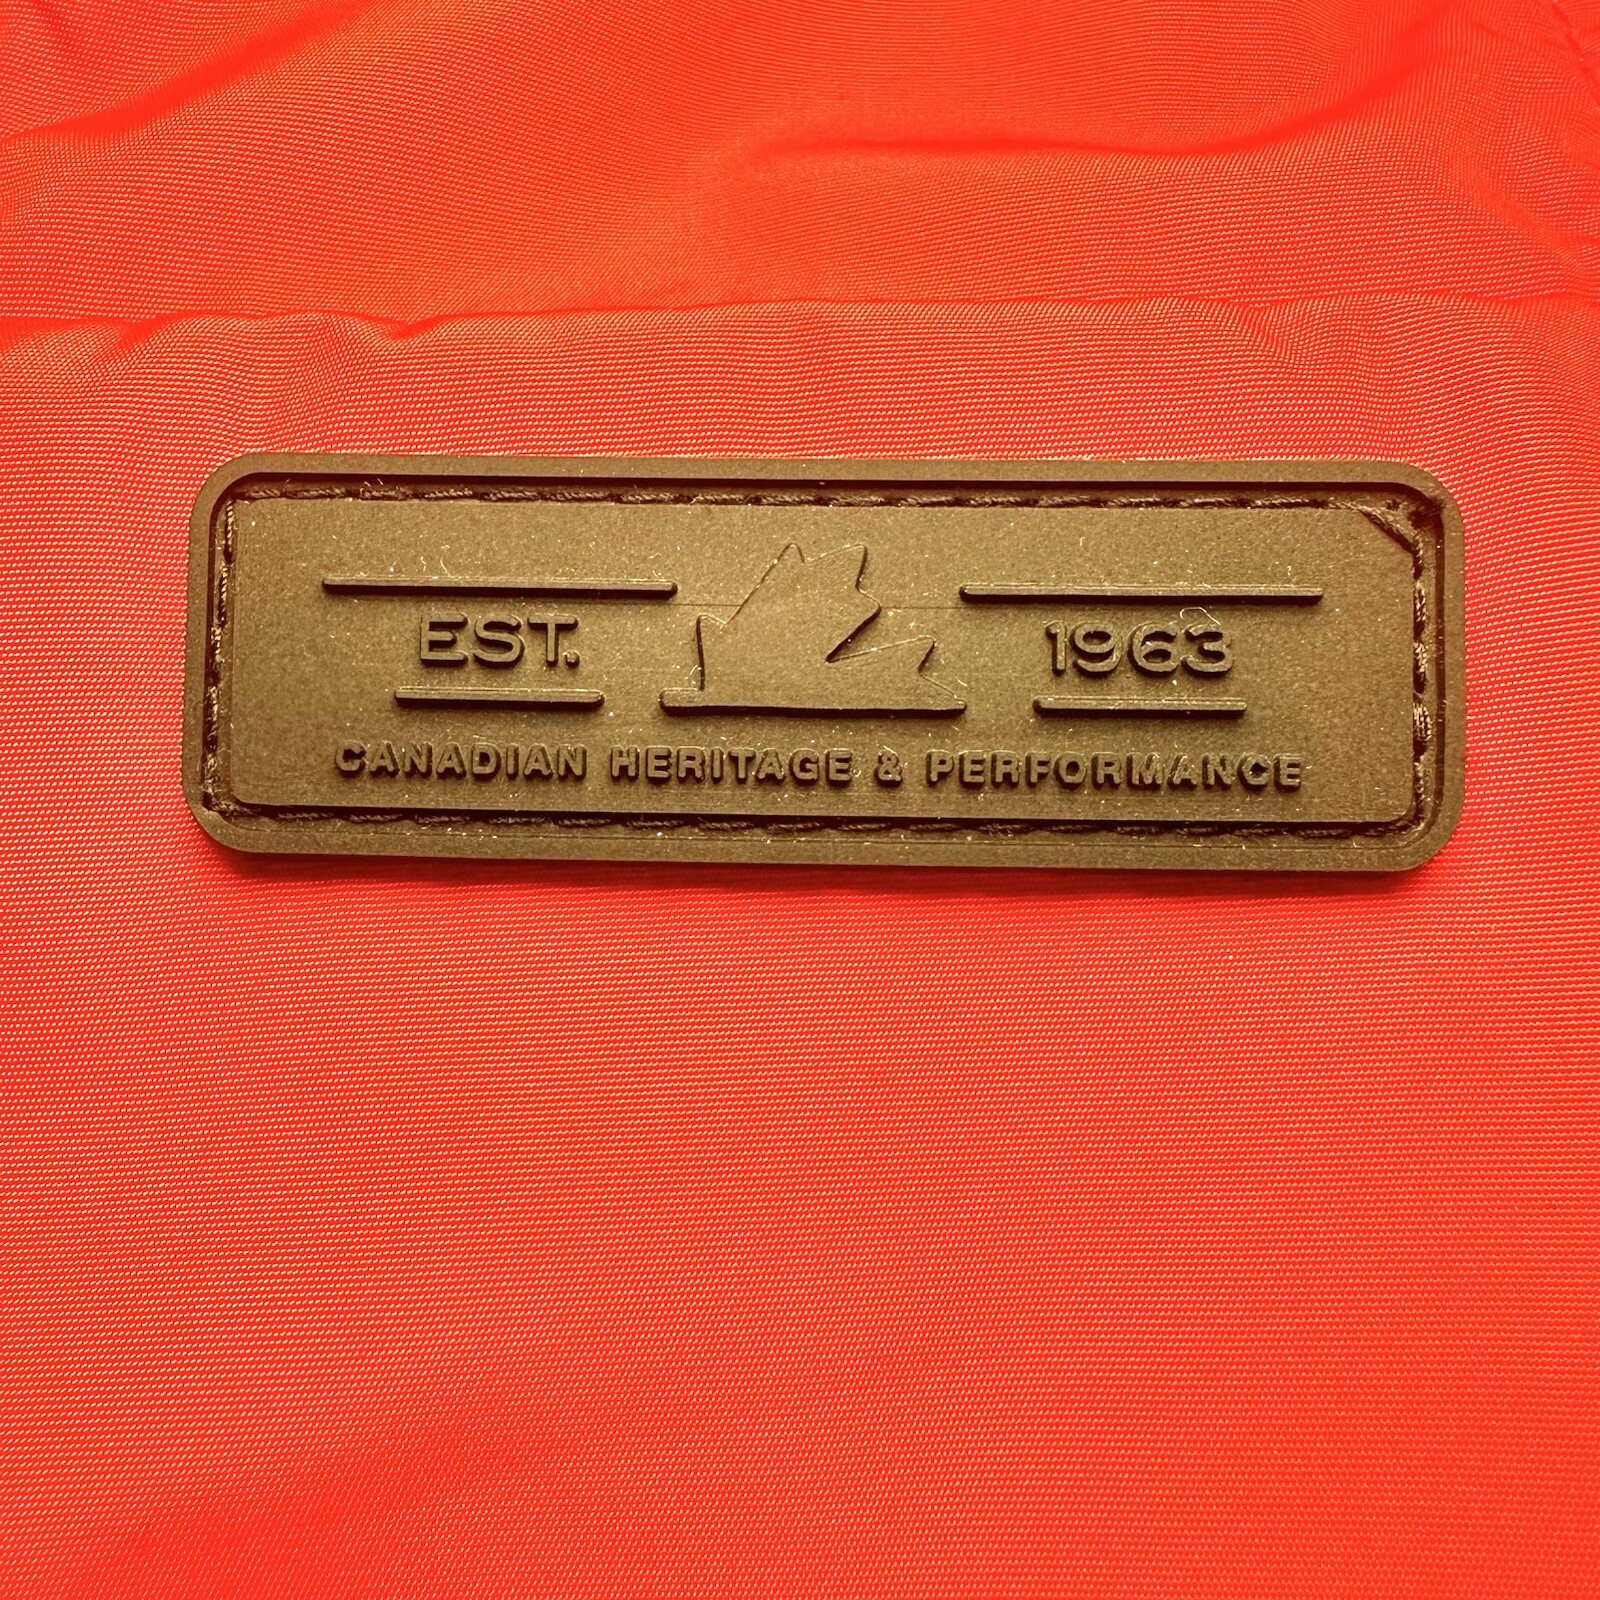 EST. 1963
CANADIAN HERITAGE & PERFORMANCE